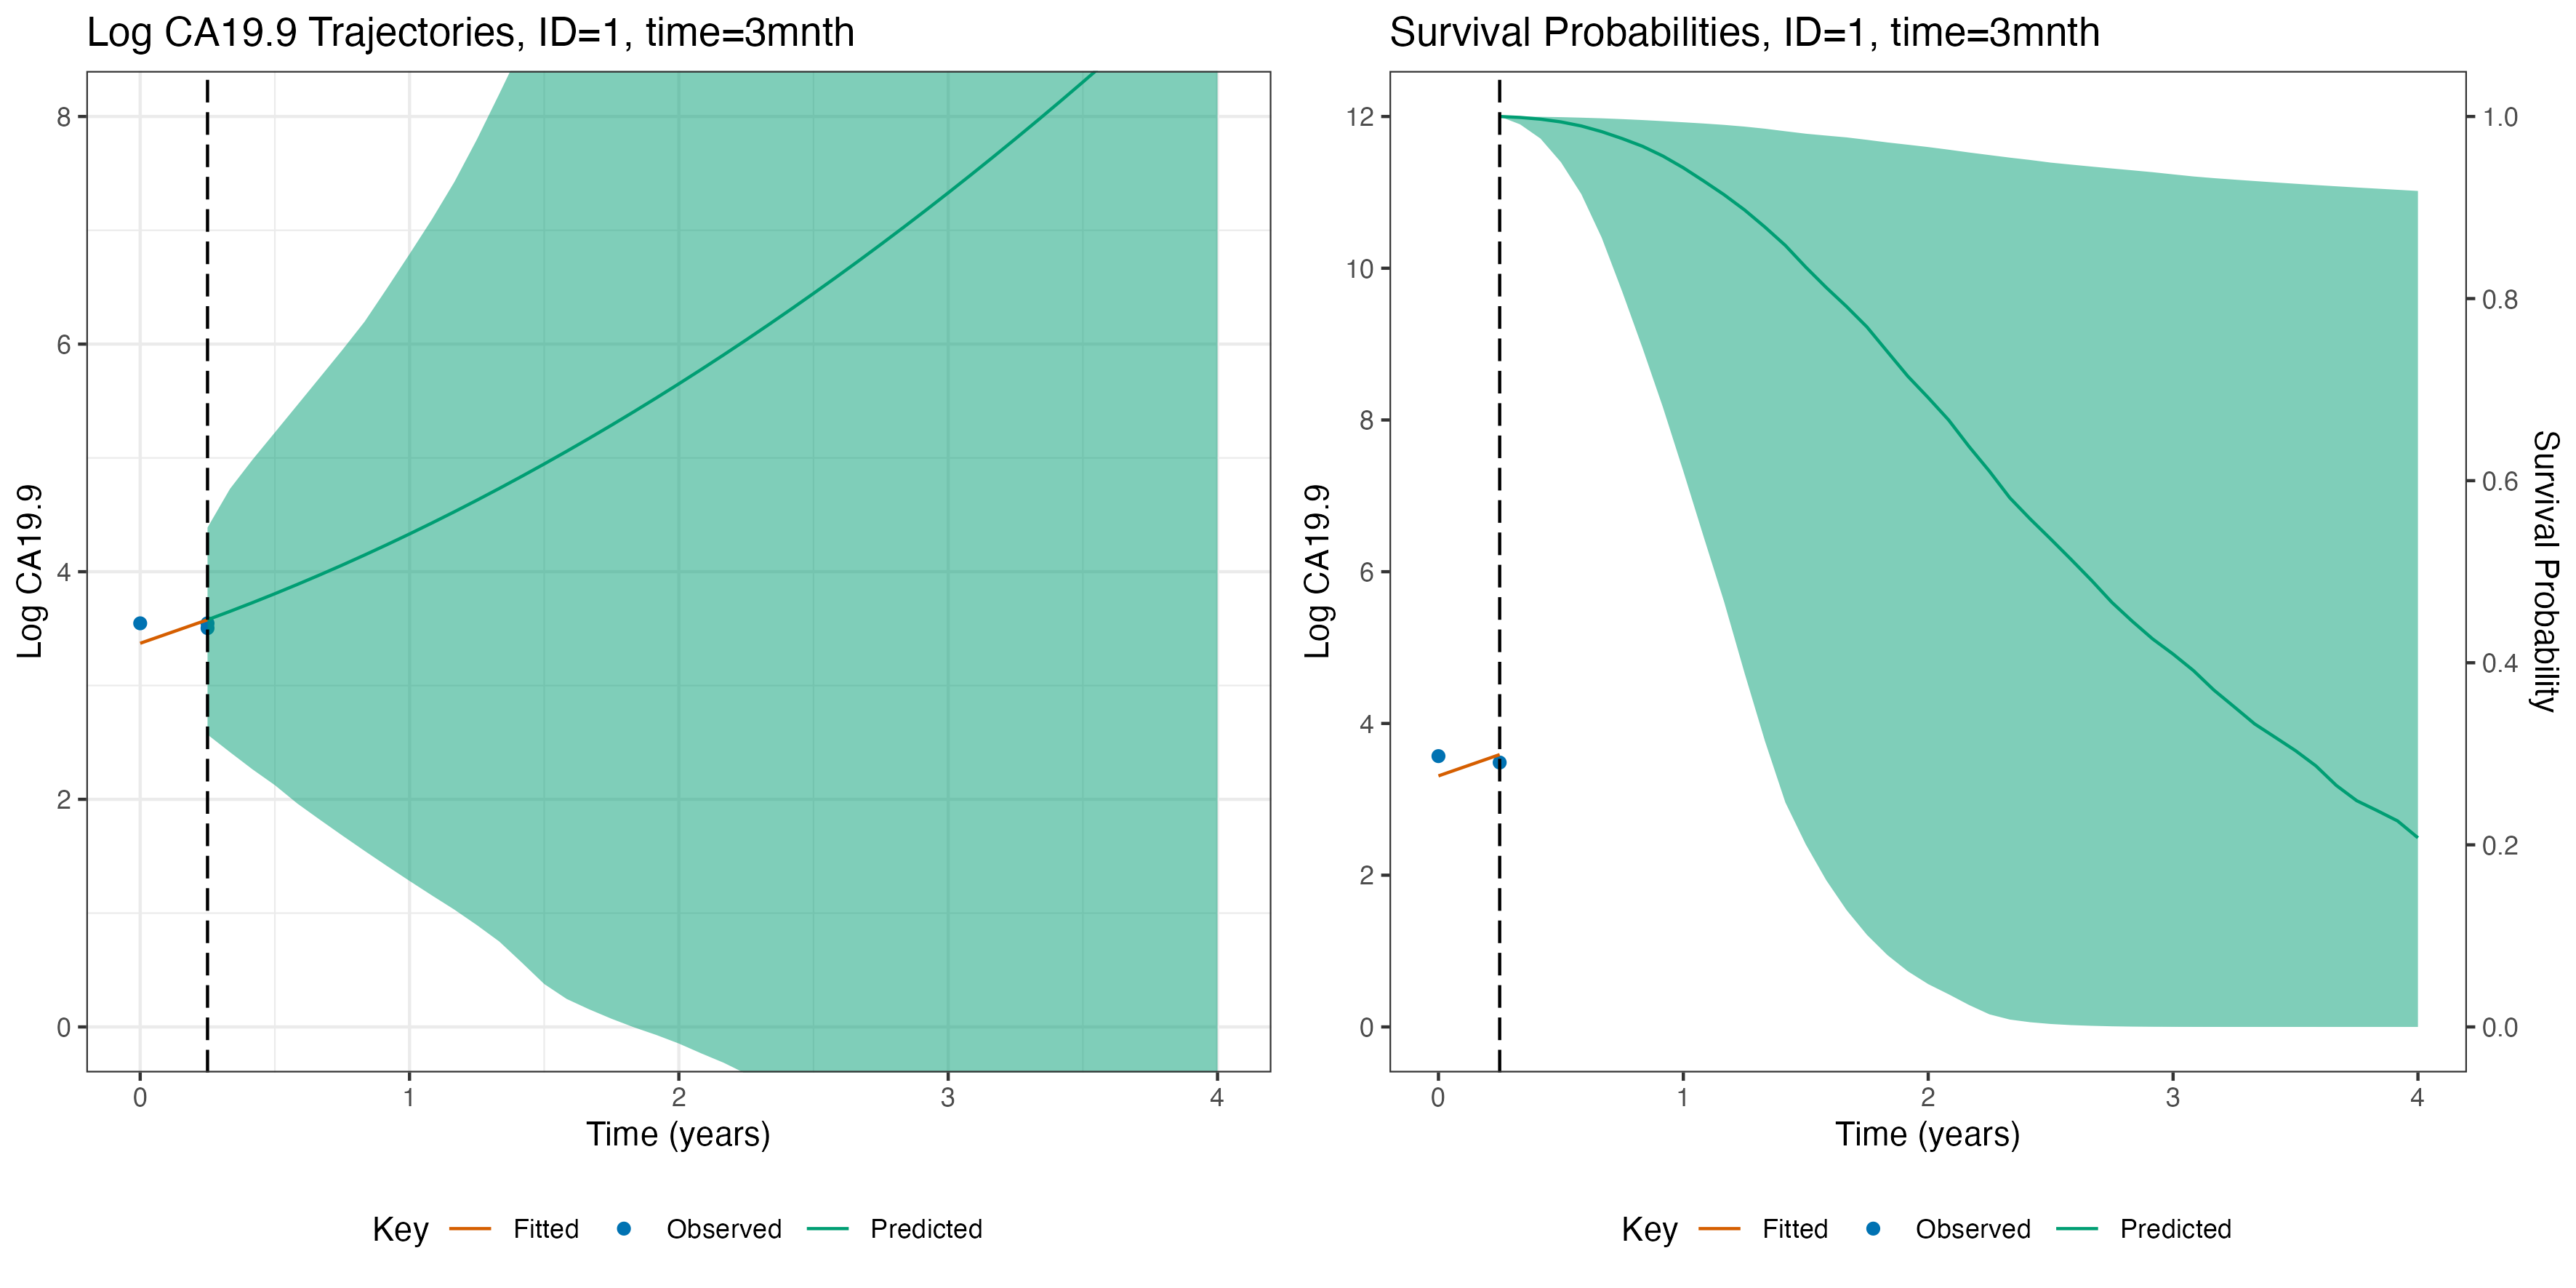 Log CA19.9 Trajectories, ID=1, time=3mnth
8
6
4
2
0
Log CA19.9
0 1 2 3 4
Time (years)
Key Fitted Observed Predicted
Survival Probabilities, ID=1, time=3mnth
12
10
8
6
4
2
0
Log CA19.9
1.0
0.8
0.6
0.4
0.2
0.0
Survival Probability
0 1 2 3 4
Time (years)
Key Fitted Observed Predicted